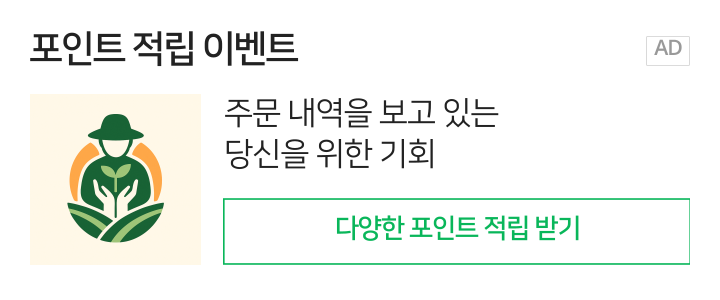 포인트 적립 이벤트
AD
주문 내역을 보고 있는
당신을 위한 기회
다양한 포인트 적립 받기